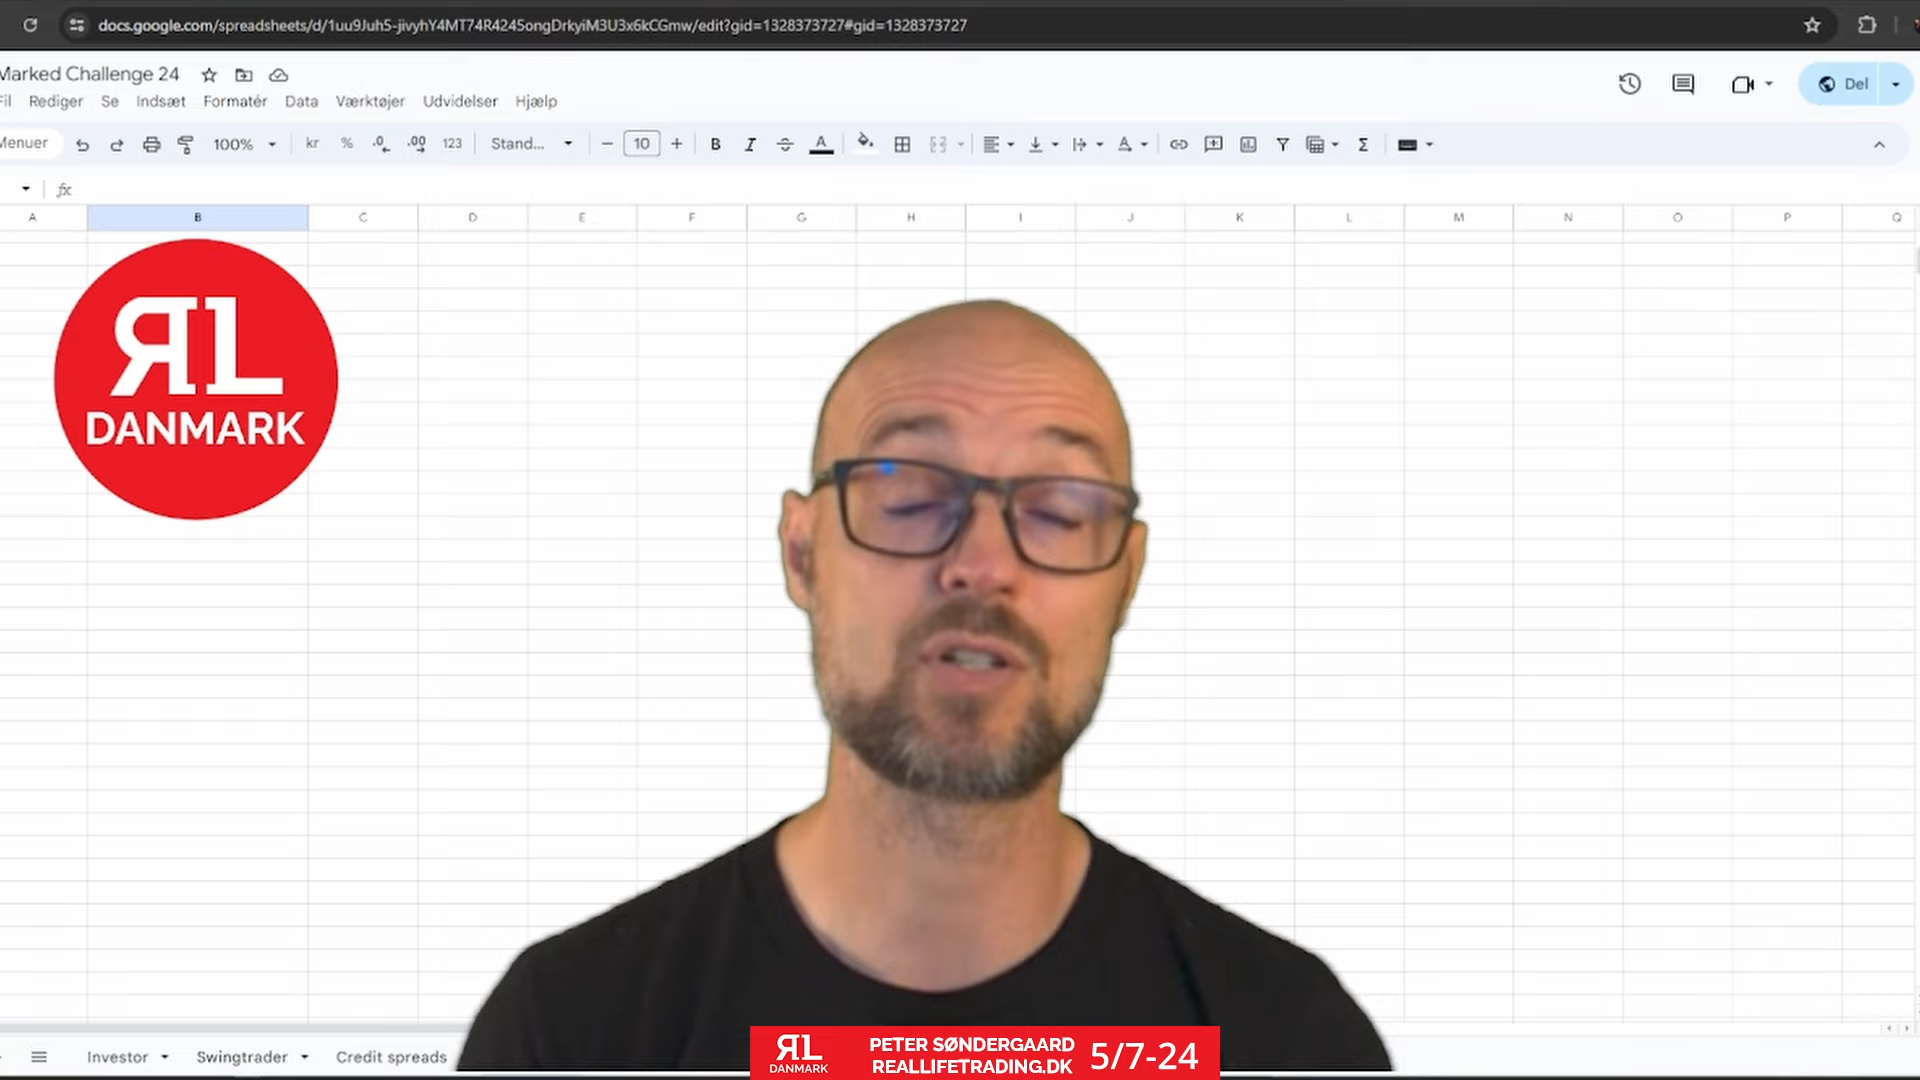 docs.google.com/spreadsheets/d/1uu9Juh5-jivyhY4MT74R4245ongDrkyiM3U3x6kCGmw/edit?gid=1328373727#gid=1328373727
Marked Challenge 24
Fil Rediger Se Indsæt Formatér Data Værktøjer Udvidelser Hjælp
Del
Menuer 100% kr % .0 .00 123 Stand... 10 B I A
fx
A B C D E F G H I J K L M N O P Q
RL
DANMARK
Investor Swingtrader Credit spreads
RL
DANMARK
PETER SØNDERGAARD
REALLIFETRADING.DK
5/7-24